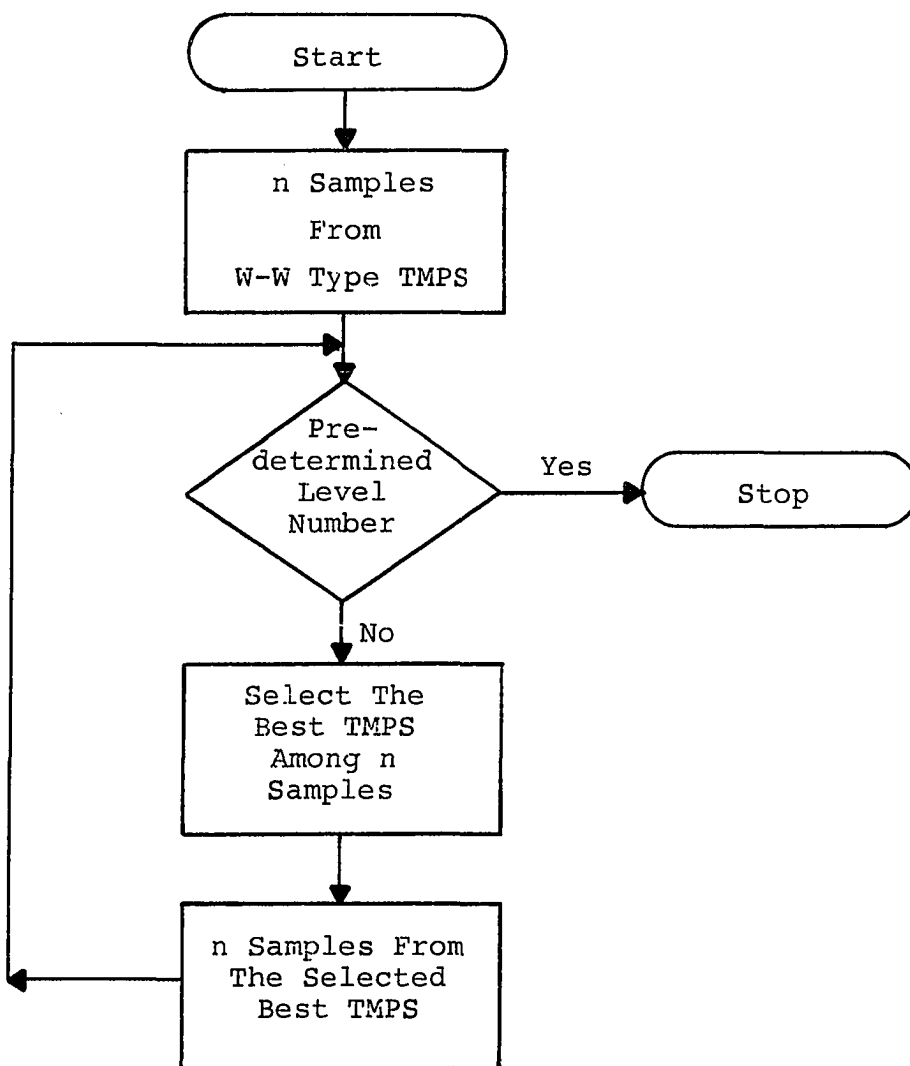 Start
n Samples
From
W-W Type TMPS
Pre-
determined
Level
Number
Yes
Stop
No
Select The
Best TMPS
Among n
Samples
n Samples From
The Selected
Best TMPS